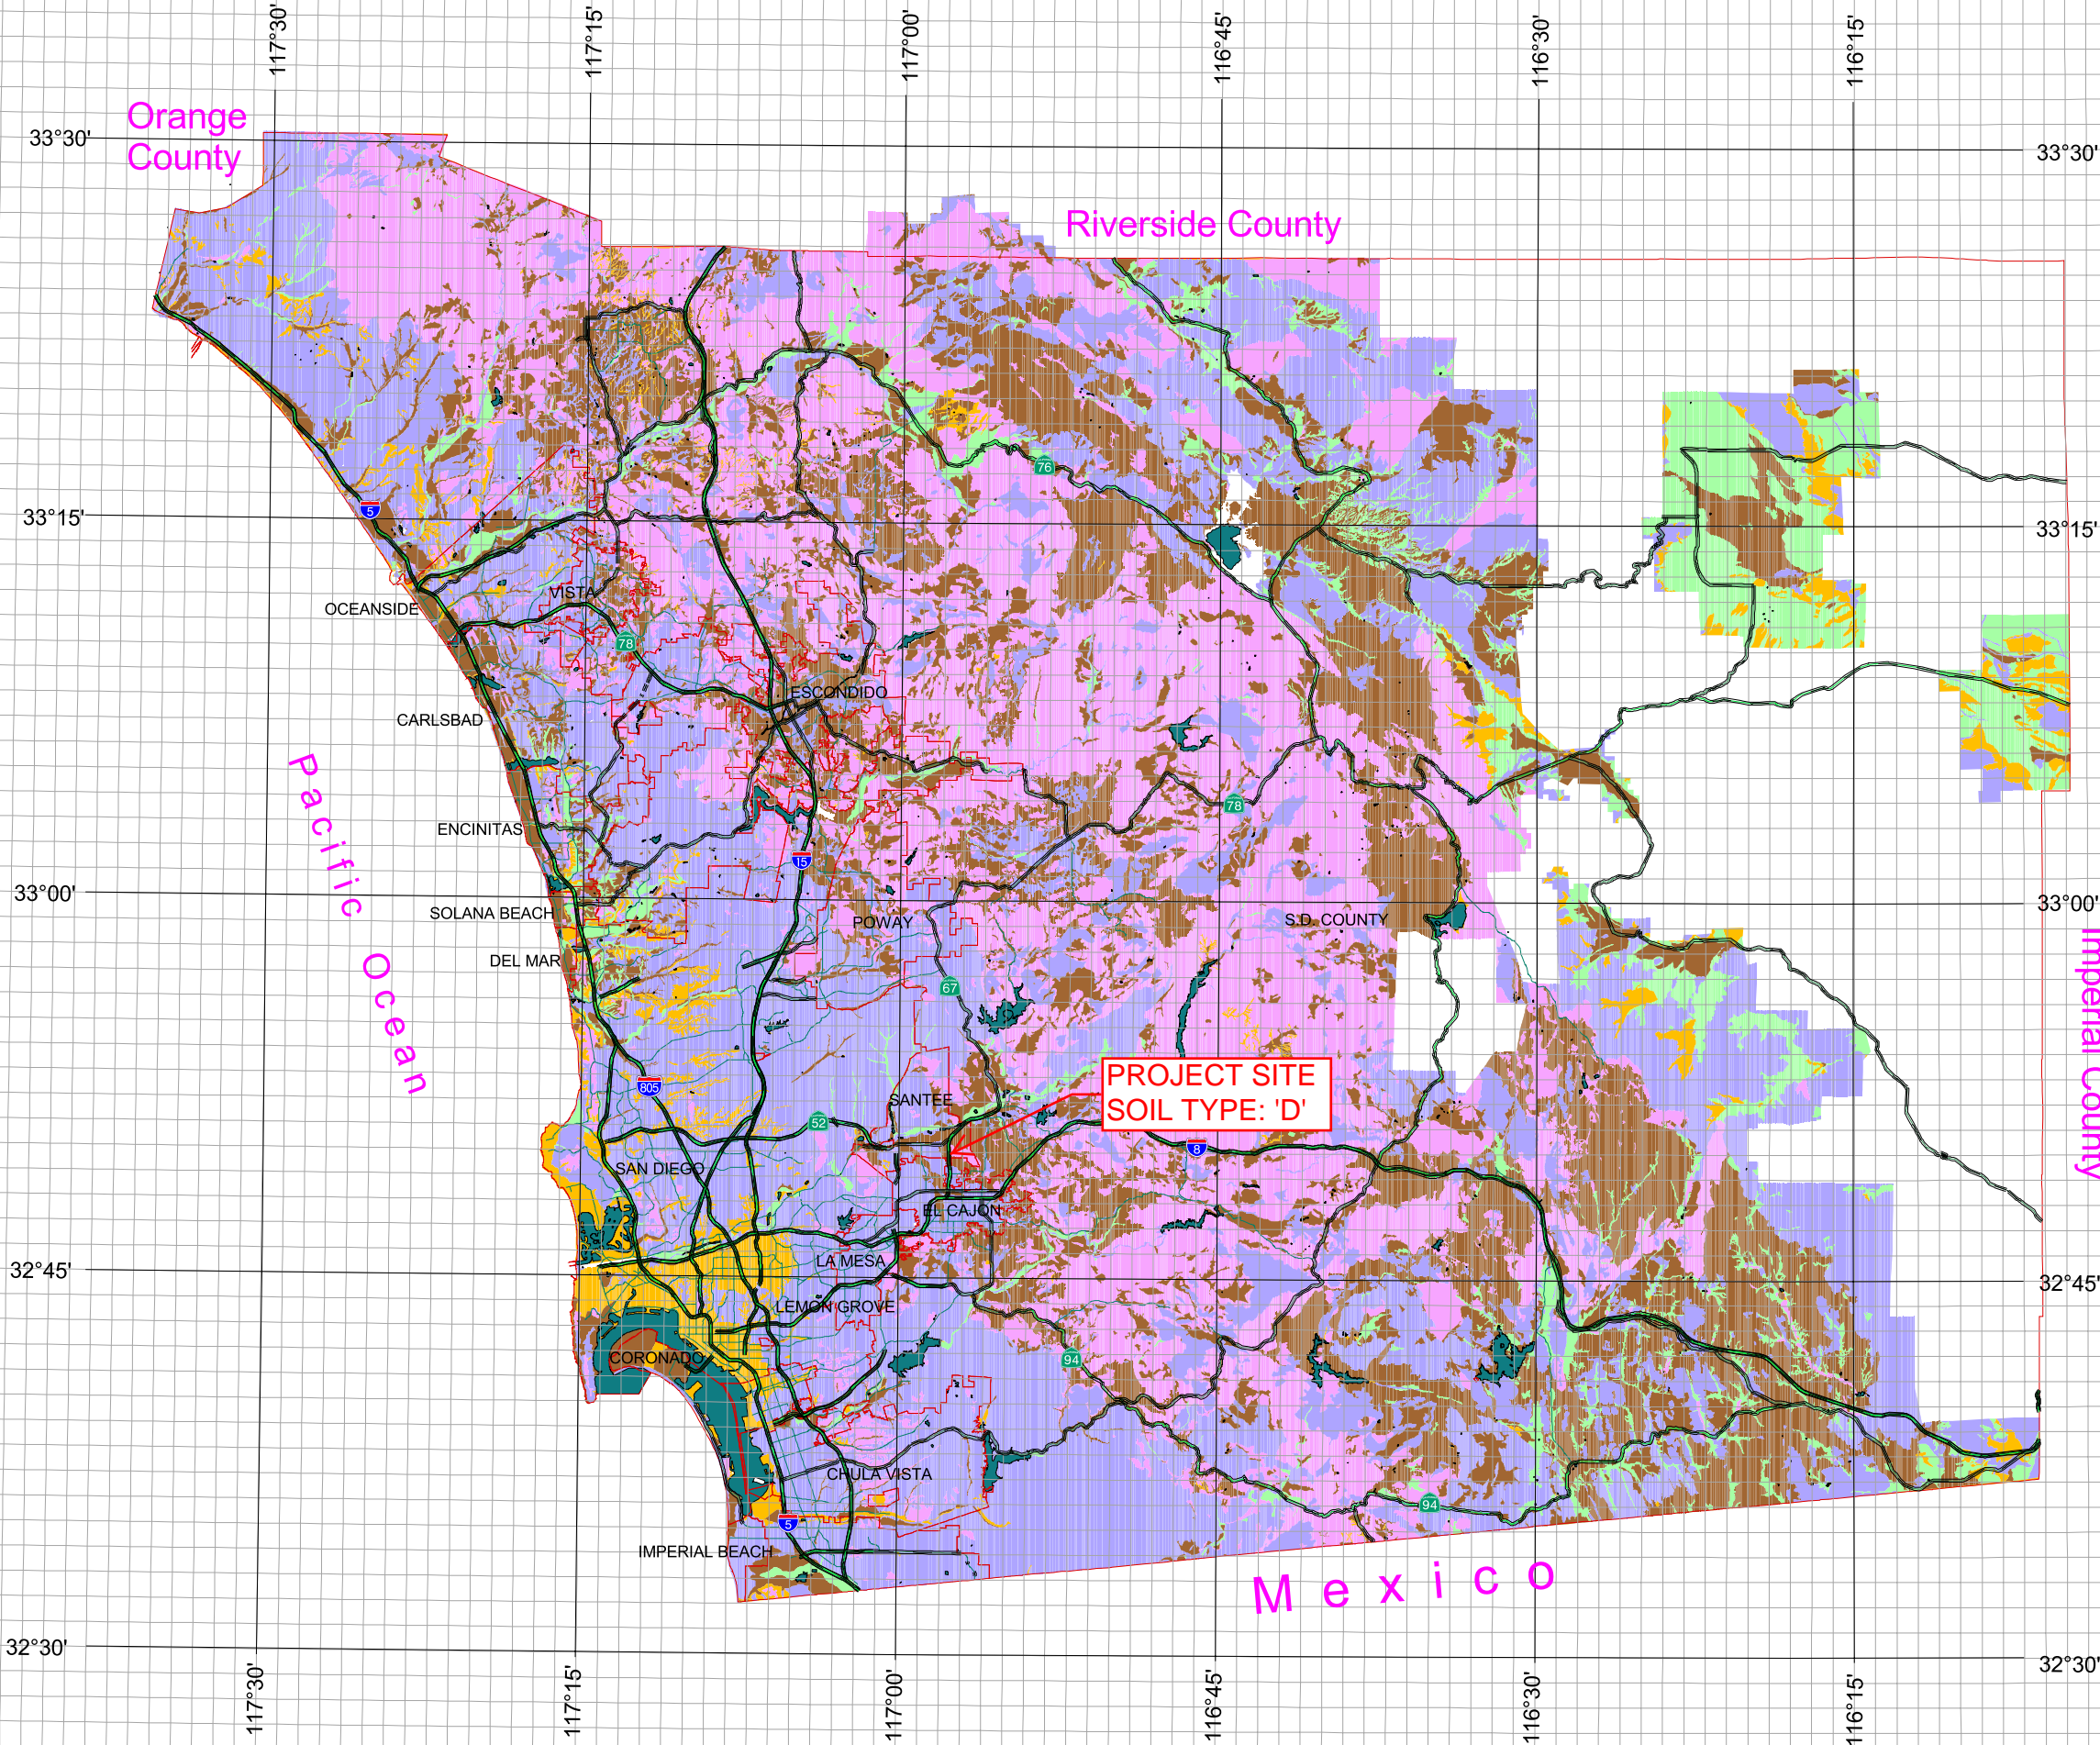 117°30'
117°15'
117°00'
116°45'
116°30'
116°15'
Orange
County
33°30'
33°30'
Riverside County
76
5
33°15'
33°15'
VISTA
OCEANSIDE
78
ESCONDIDO
CARLSBAD
78
ENCINITAS
15
33°00'
33°00'
SOLANA BEACH
POWAY
S.D. COUNTY
DEL MAR
Pacific Ocean
67
Imperial County
PROJECT SITE
SOIL TYPE: 'D'
805
SANTEE
52
8
SAN DIEGO
EL CAJON
LA MESA
32°45'
32°45'
LEMON GROVE
CORONADO
94
CHULA VISTA
94
5
IMPERIAL BEACH
Mexico
32°30'
32°30'
117°30'
117°15'
117°00'
116°45'
116°30'
116°15'